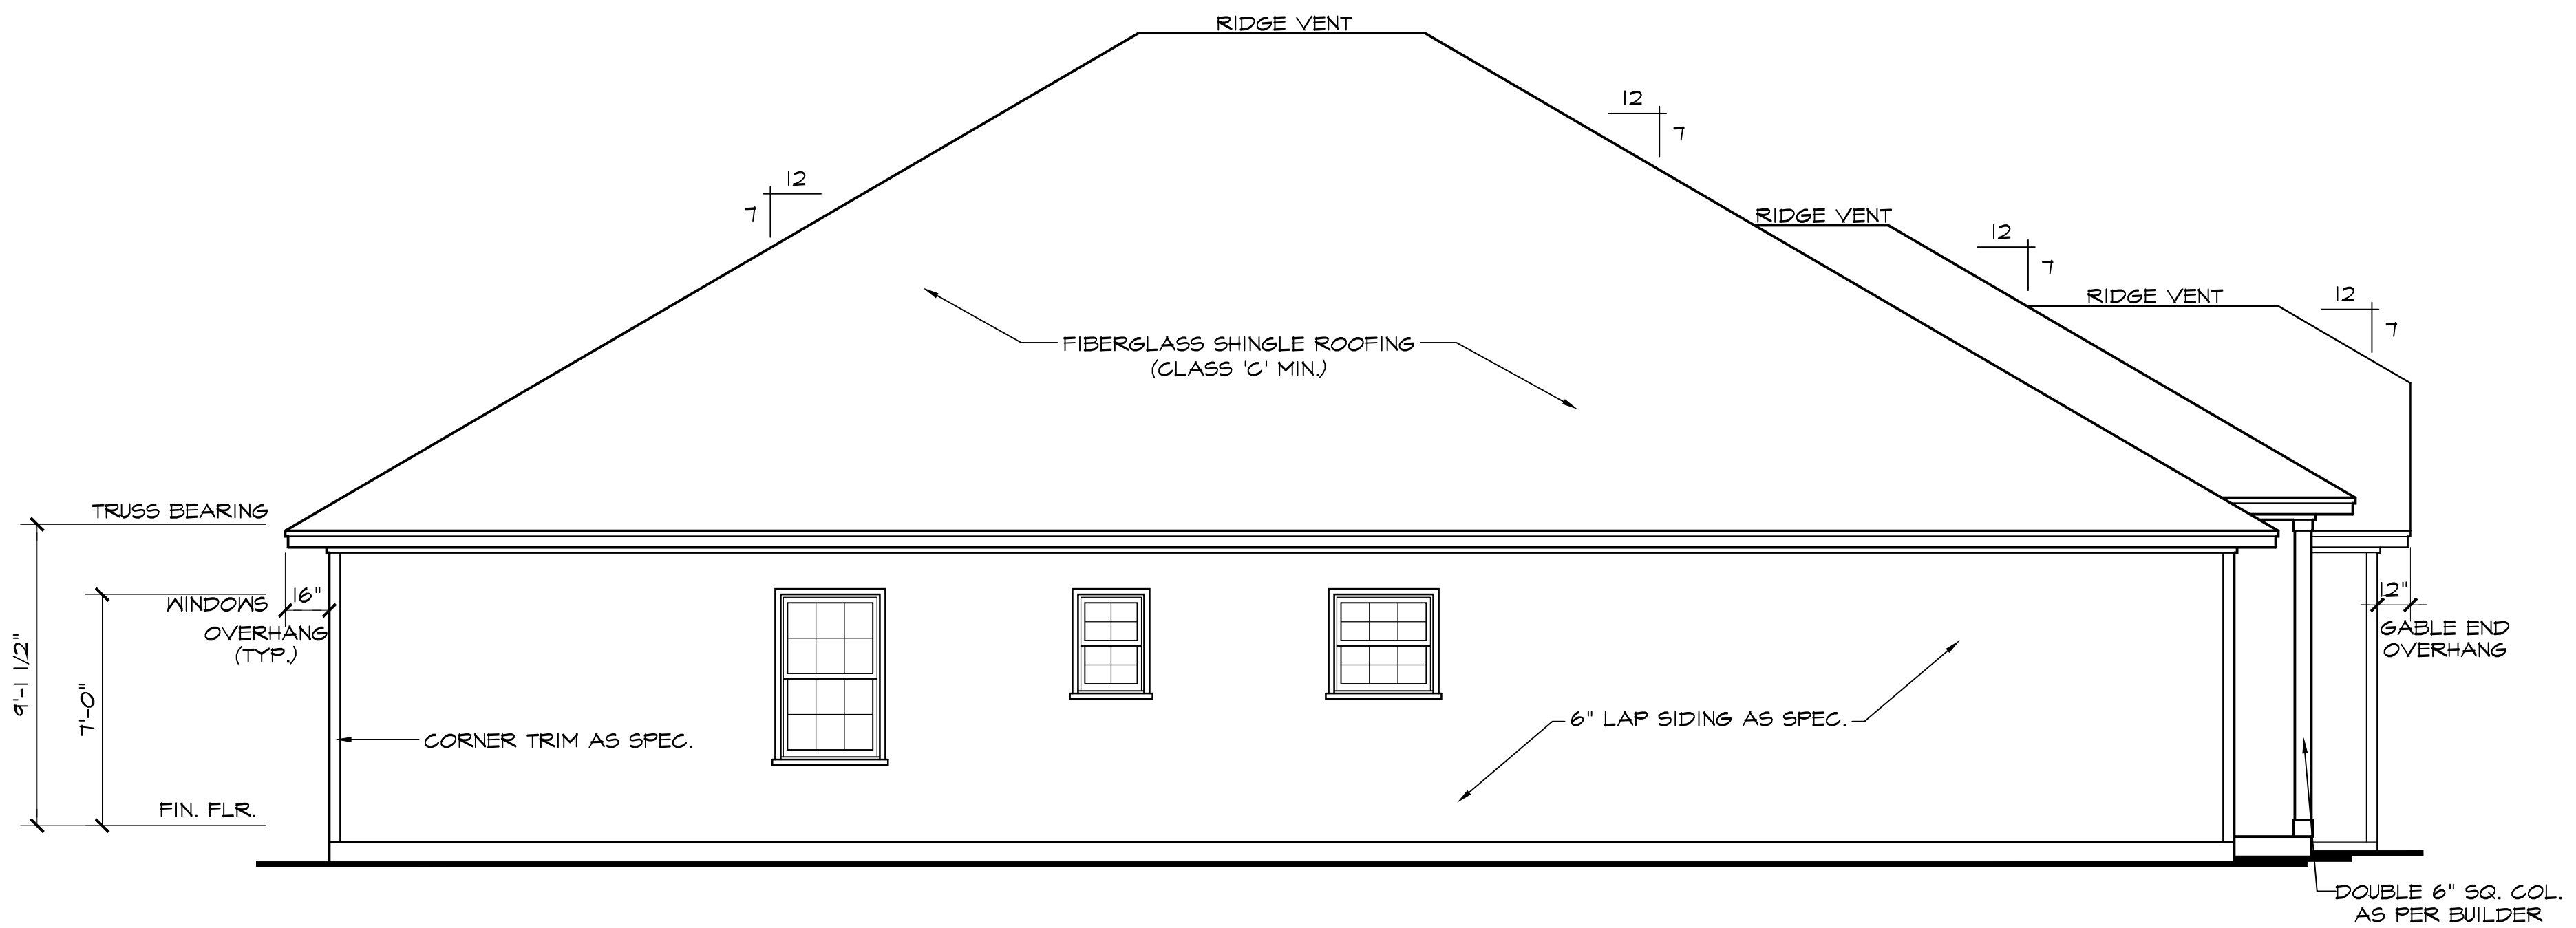 RIDGE VENT
12
7
12
7
RIDGE VENT
12
7
RIDGE VENT
12
7
FIBERGLASS SHINGLE ROOFING
(CLASS 'C' MIN.)
TRUSS BEARING
16"
WINDOWS
OVERHANG
(TYP.)
12"
GABLE END
OVERHANG
9'-1 1/2"
7'-0"
6" LAP SIDING AS SPEC.
CORNER TRIM AS SPEC.
FIN. FLR.
DOUBLE 6" SQ. COL.
AS PER BUILDER